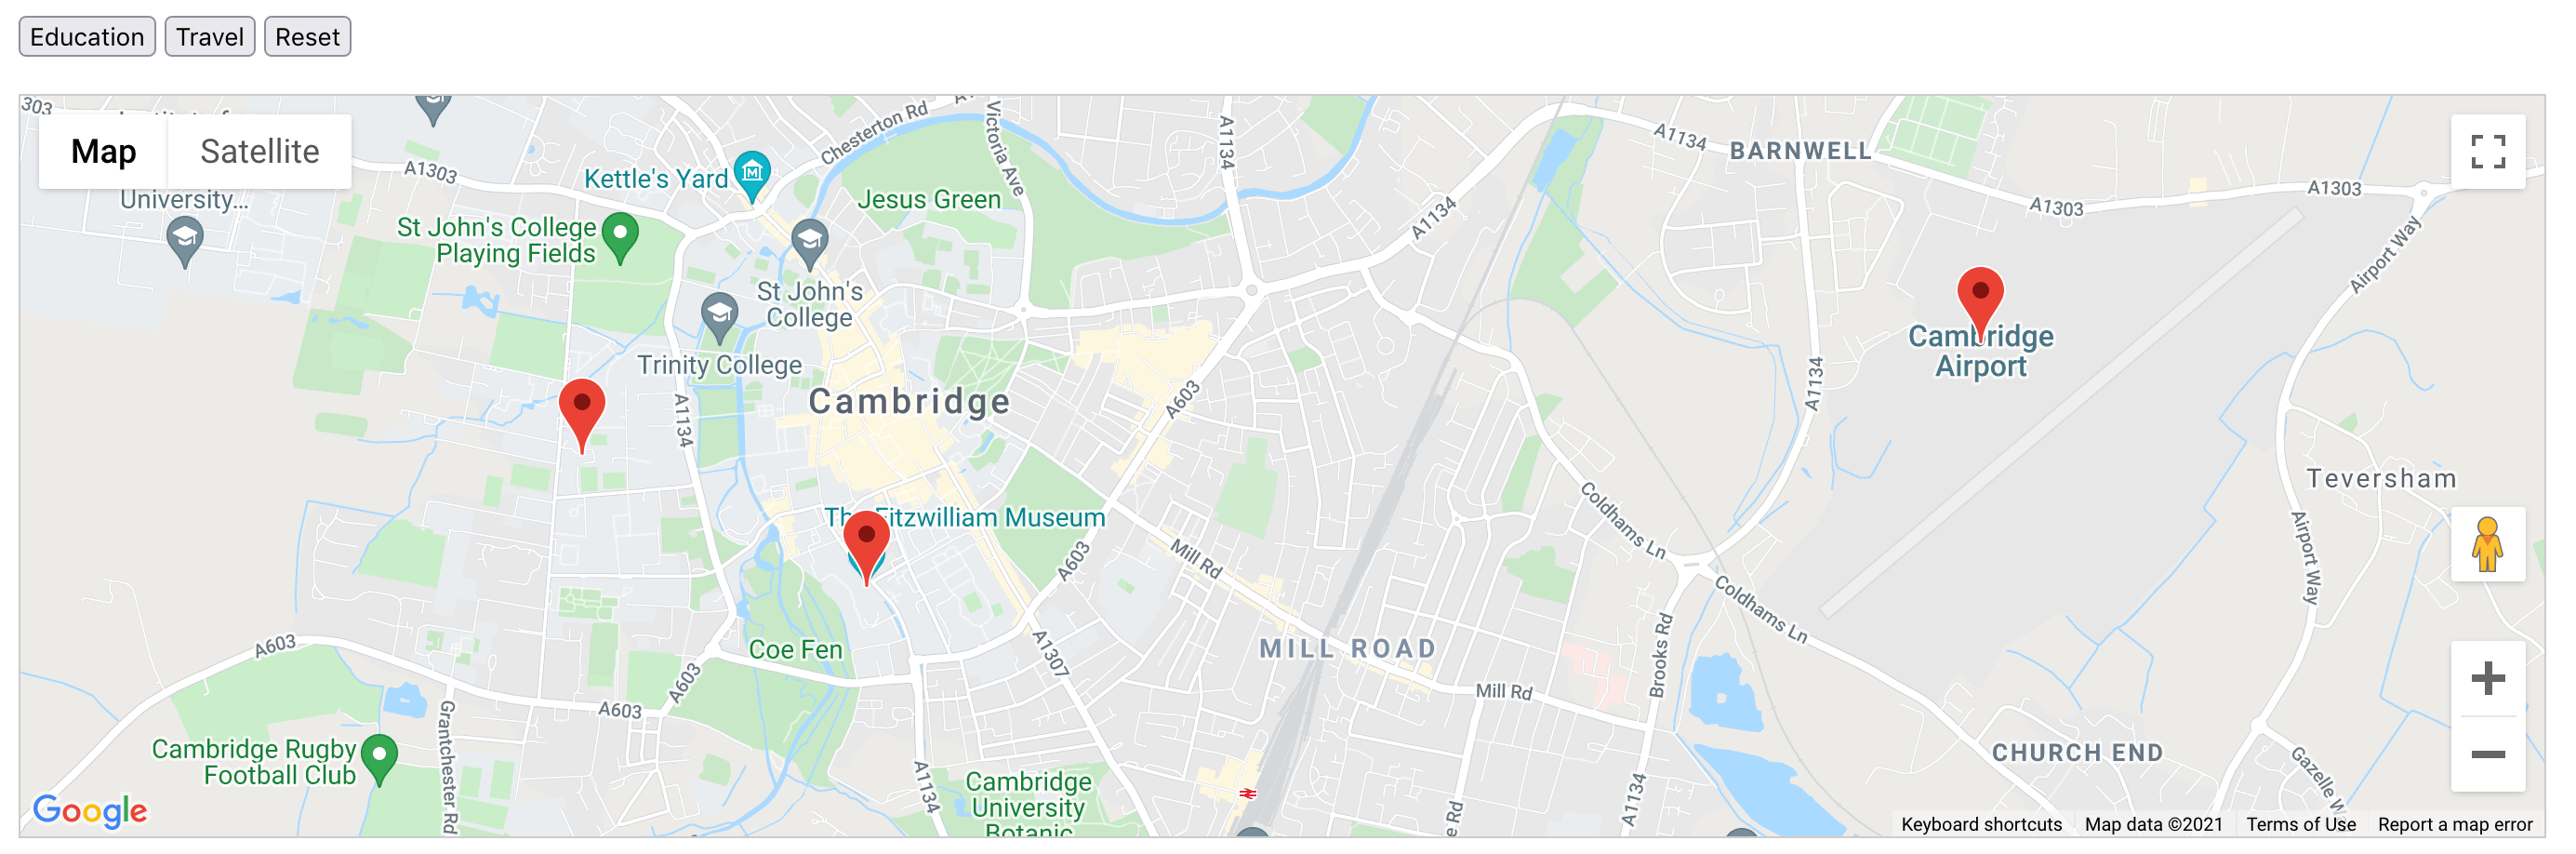 Education Travel Reset
303
Map Satellite
University...
A1303
Kettle's Yard
Chesterton Rd
Victoria Ave
A1134
A1134
BARNWELL
A1303
A1303
Airport Way
Jesus Green
St John's College
Playing Fields
A1134
St John's
College
Trinity College
Cambridge
Airport
A1134
A1134
Cambridge
A603
Teversham
The Fitzwilliam Museum
Coldhams Ln
Airport Way
Mill Rd
A603
Coldhams Ln
Coe Fen
A603
A603
A603
A1307
MILL ROAD
Brooks Rd
Mill Rd
Grantchester Rd
Cambridge Rugby
Football Club
CHURCH END
Cambridge
University
Botanic
A1134
A1134
e Rd
Google
Keyboard shortcuts Map data ©2021 Terms of Use Report a map error